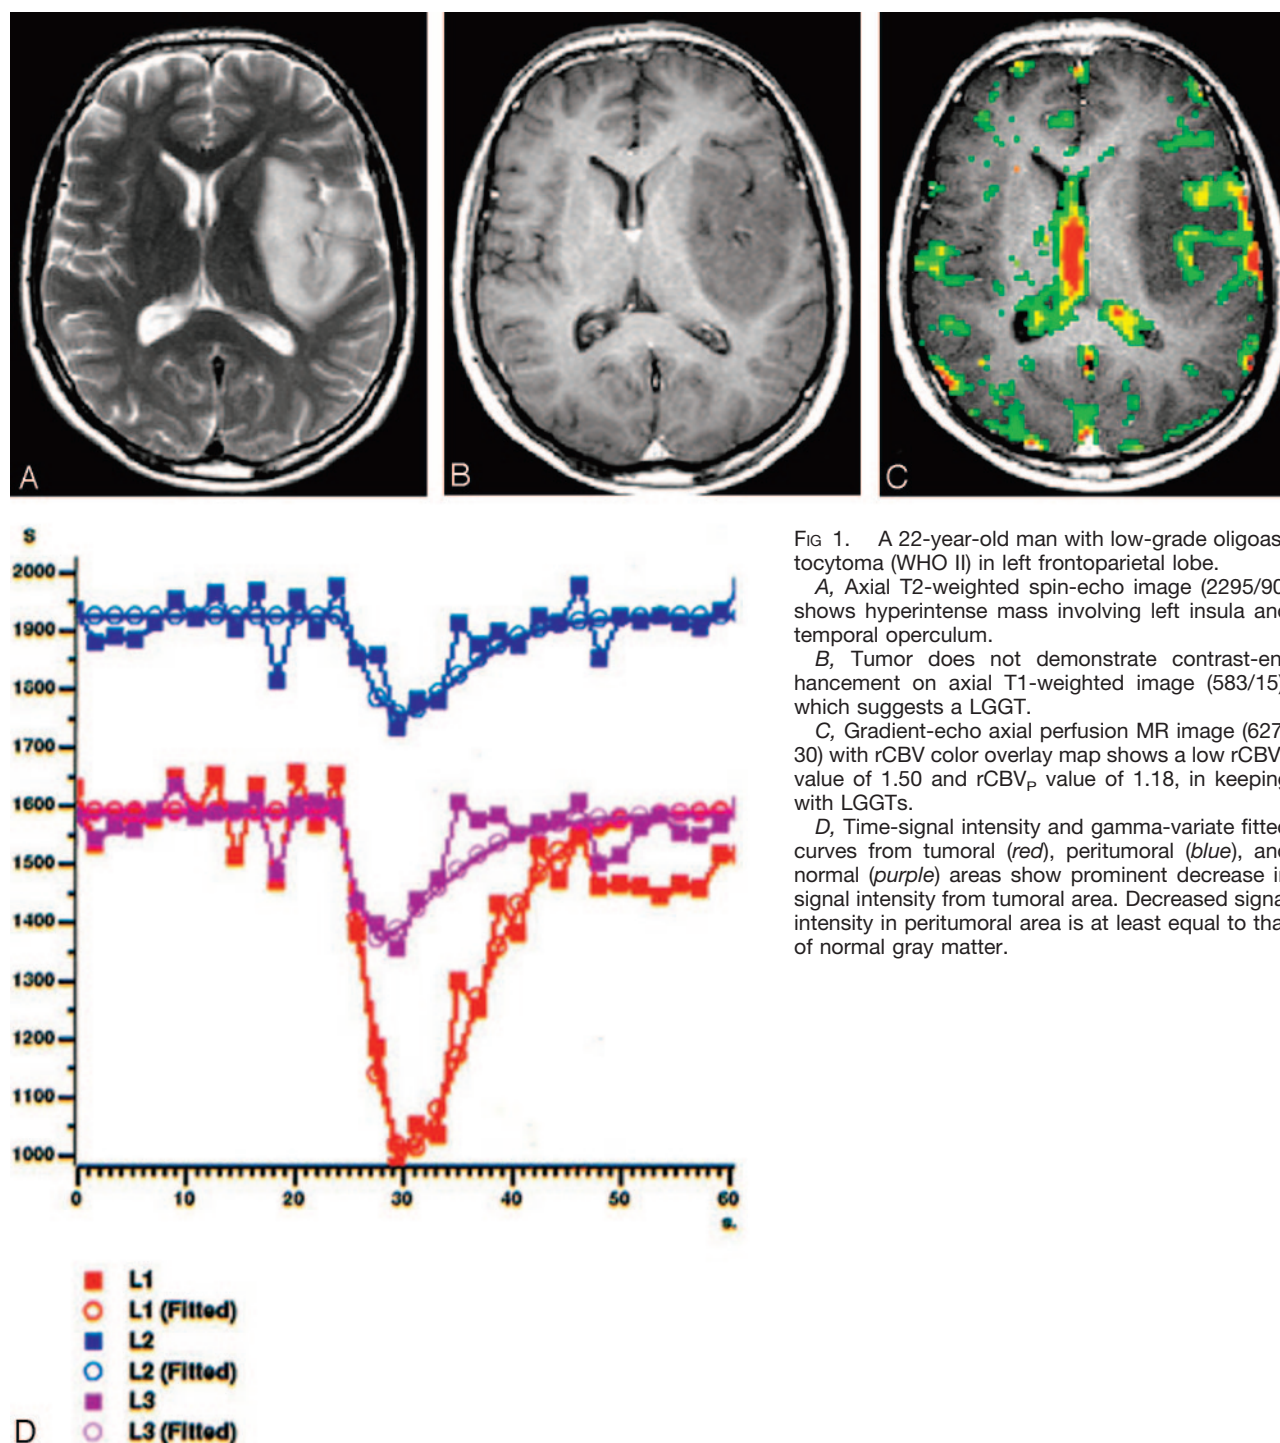 A
B
C
FIG 1. A 22-year-old man with low-grade oligoas
tocytoma (WHO II) in left frontoparietal lobe.
A, Axial T2-weighted spin-echo image (2295/90
shows hyperintense mass involving left insula and
temporal operculum.
B, Tumor does not demonstrate contrast-en
hancement on axial T1-weighted image (583/15)
which suggests a LGGT.
C, Gradient-echo axial perfusion MR image (627
30) with rCBV color overlay map shows a low rCBV
value of 1.50 and rCBVP value of 1.18, in keeping
with LGGTs.
D, Time-signal intensity and gamma-variate fitted
curves from tumoral (red), peritumoral (blue), and
normal (purple) areas show prominent decrease in
signal intensity from tumoral area. Decreased signal
intensity in peritumoral area is at least equal to that
of normal gray matter.
S
2000
1900
1800
1700
1600
1500
1400
1300
1200
1100
1000
0 10 20 30 40 50 60
s.
L1
L1 (Fitted)
L2
L2 (Fitted)
L3
L3 (Fitted)
D